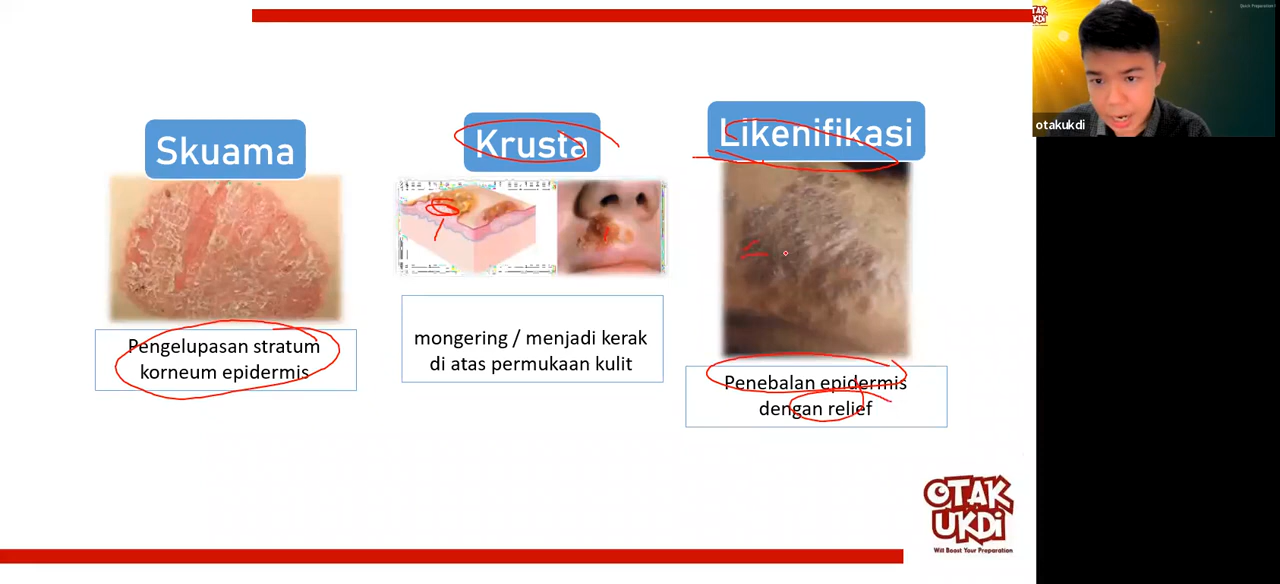 Skuama
Krusta
Likenifikasi
Pengelupasan stratum
korneum epidermis
mongering / menjadi kerak
di atas permukaan kulit
Penebalan epidermis
dengan relief
otakukdi
OTAK
UKDI
Will Boost Your Preparation